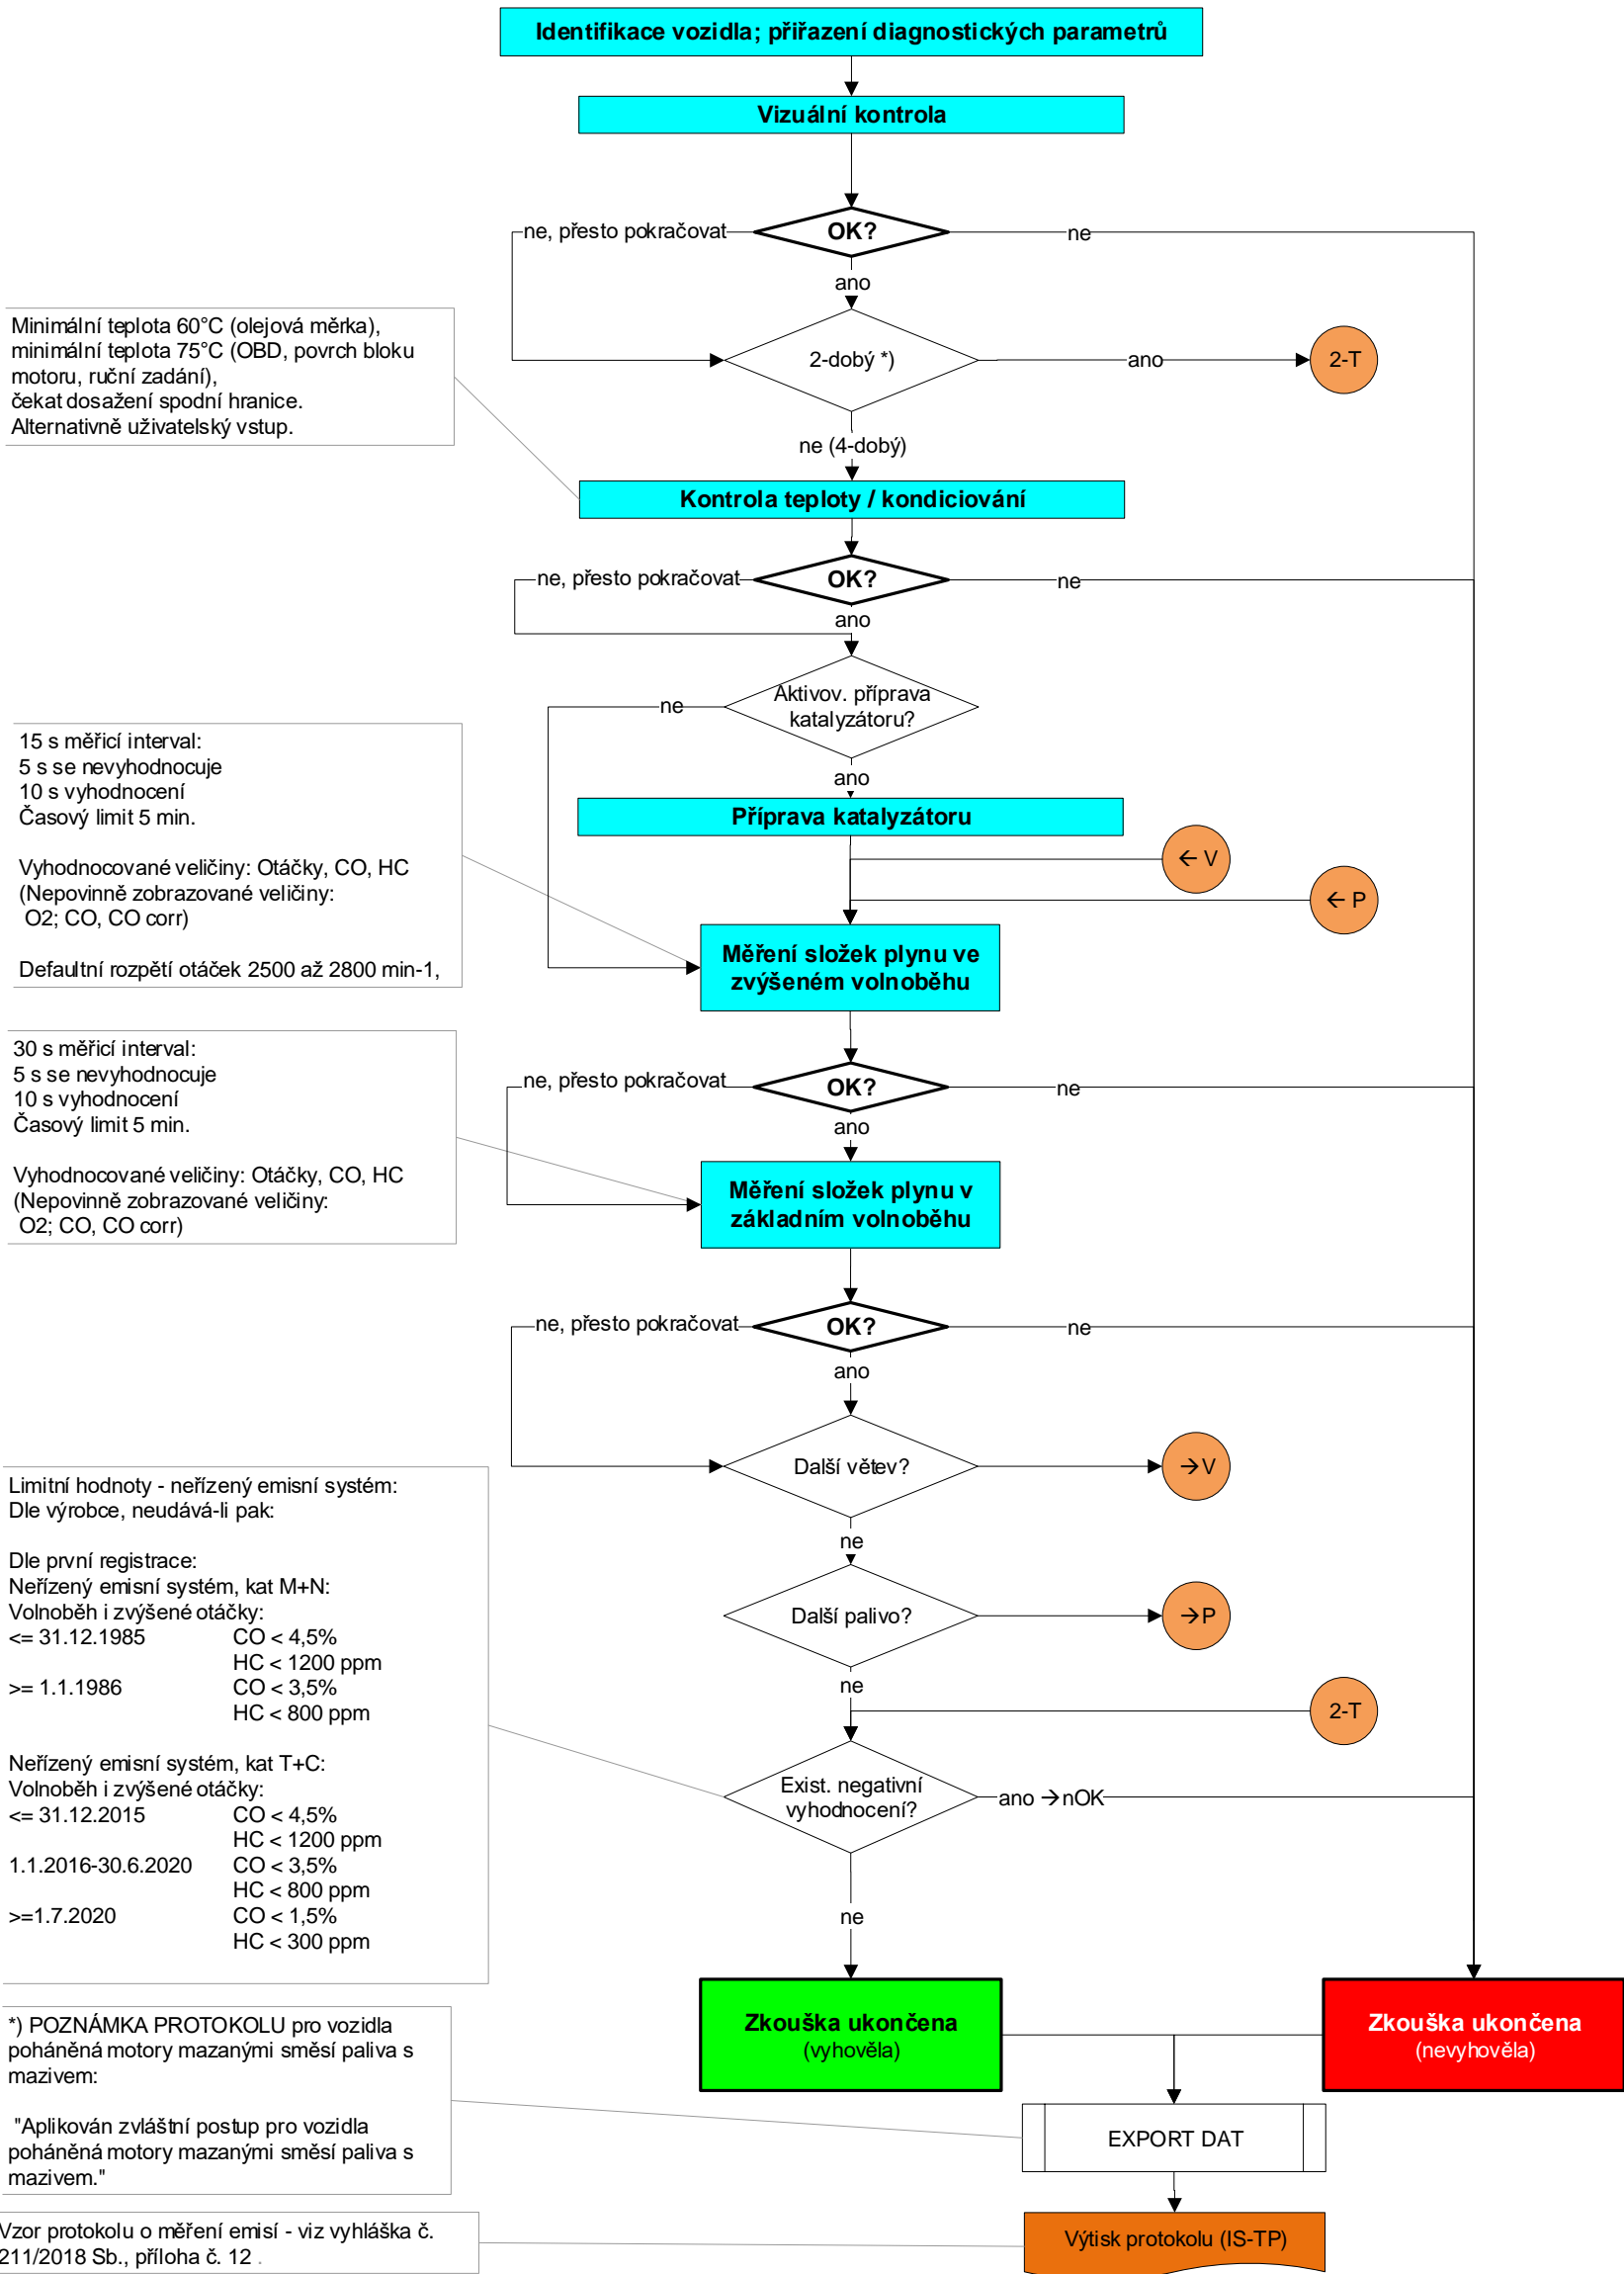 Identifikace vozidla; přiřazení diagnostických parametrů
Vizuální kontrola
ne, přesto pokračovat
OK?
ne
ano
Minimální teplota 60°C (olejová měrka),
minimální teplota 75°C (OBD, povrch bloku
motoru, ruční zadání),
čekat dosažení spodní hranice.
Alternativně uživatelský vstup.
2-dobý *)
ano
2-T
ne (4-dobý)
Kontrola teploty / kondiciování
ne, přesto pokračovat
OK?
ne
ano
Aktivov. příprava
katalyzátoru?
ne
ano
15 s měřicí interval:
5 s se nevyhodnocuje
10 s vyhodnocení
Časový limit 5 min.
Vyhodnocované veličiny: Otáčky, CO, HC
(Nepovinně zobrazované veličiny:
O2; CO, CO corr)
Defaultní rozpětí otáček 2500 až 2800 min-1,
Příprava katalyzátoru
← V
← P
Měření složek plynu ve
zvýšeném volnoběhu
30 s měřicí interval:
5 s se nevyhodnocuje
10 s vyhodnocení
Časový limit 5 min.
Vyhodnocované veličiny: Otáčky, CO, HC
(Nepovinně zobrazované veličiny:
O2; CO, CO corr)
ne, přesto pokračovat
OK?
ne
ano
Měření složek plynu v
základním volnoběhu
ne, přesto pokračovat
OK?
ne
ano
Další větev?
→V
ne
Další palivo?
→P
ne
2-T
Limitní hodnoty - neřízený emisní systém:
Dle výrobce, neudává-li pak:
Dle první registrace:
Neřízený emisní systém, kat M+N:
Volnoběh i zvýšené otáčky:
<= 31.12.1985 CO < 4,5%
HC < 1200 ppm
>= 1.1.1986 CO < 3,5%
HC < 800 ppm
Neřízený emisní systém, kat T+C:
Volnoběh i zvýšené otáčky:
<= 31.12.2015 CO < 4,5%
HC < 1200 ppm
1.1.2016-30.6.2020 CO < 3,5%
HC < 800 ppm
>=1.7.2020 CO < 1,5%
HC < 300 ppm
Exist. negativní
vyhodnocení?
ano →nOK
ne
Zkouška ukončena
(vyhověla)
Zkouška ukončena
(nevyhověla)
*) POZNÁMKA PROTOKOLU pro vozidla
poháněná motory mazanými směsí paliva s
mazivem:
"Aplikován zvláštní postup pro vozidla
poháněná motory mazanými směsí paliva s
mazivem."
EXPORT DAT
Vzor protokolu o měření emisí - viz vyhláška č.
211/2018 Sb., příloha č. 12 .
Výtisk protokolu (IS-TP)